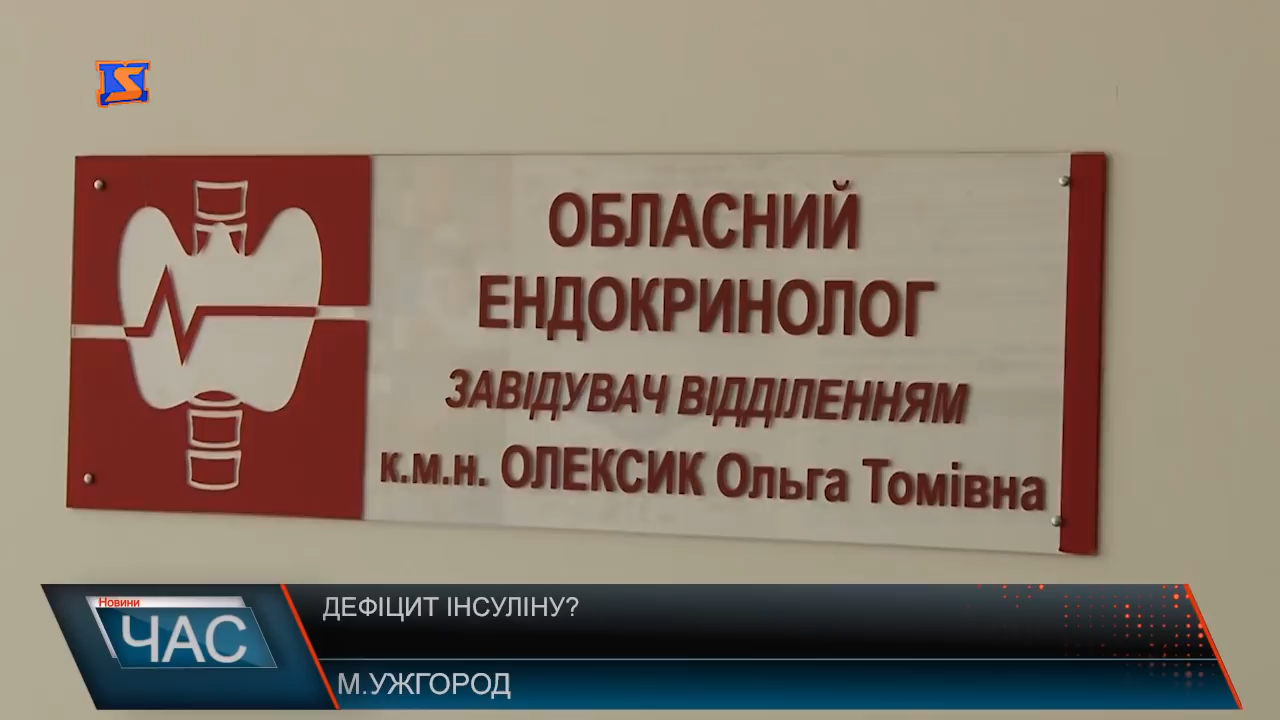 ОБЛАСНИЙ
ЕНДОКРИНОЛОГ
ЗАВІДУВАЧ ВІДДІЛЕННЯМ
к.м.н. ОЛЕКСИК Ольга Томівна
Новини
ЧАС
ДЕФІЦИТ ІНСУЛІНУ?
М.УЖГОРОД